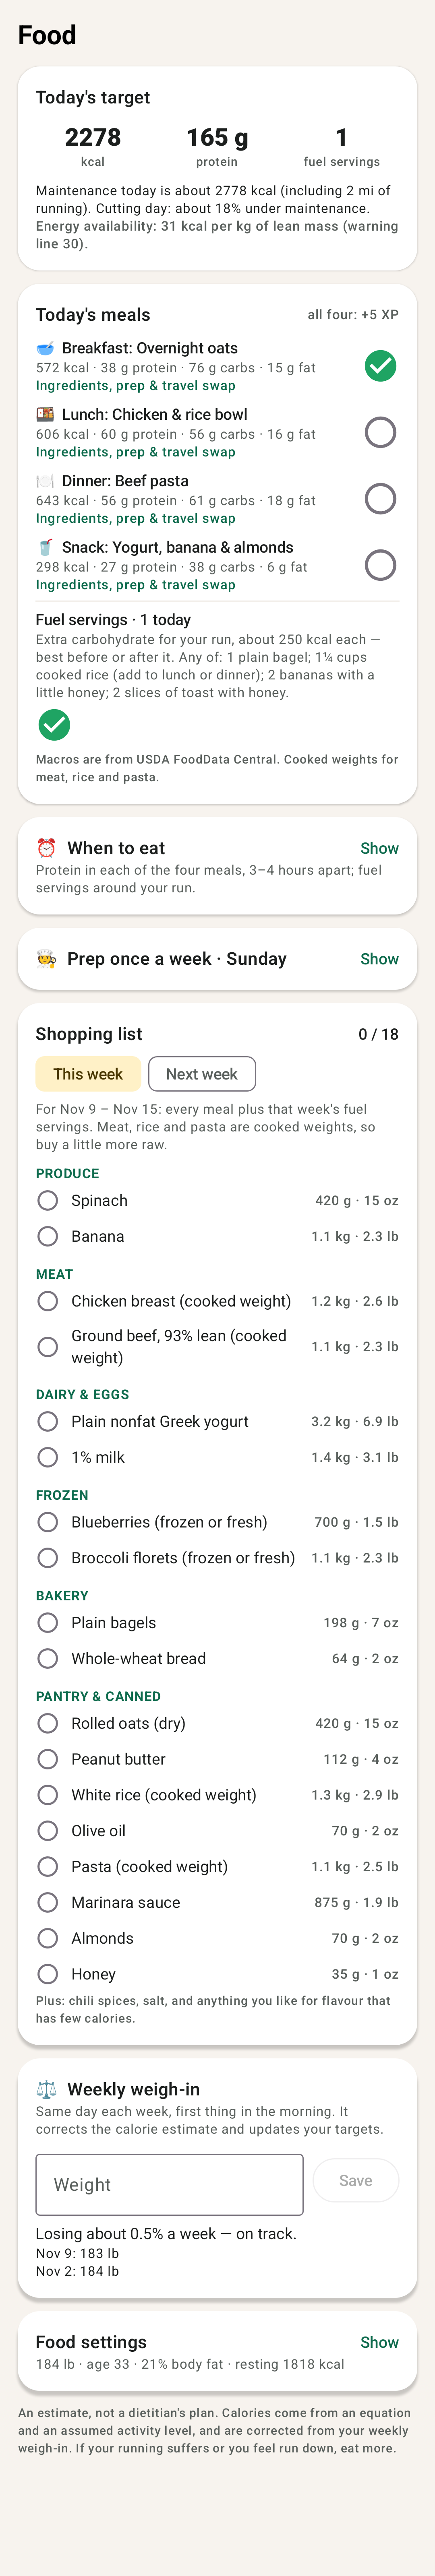 Food
Today's target
2278
165 g
1
kcal
protein
fuel servings
Maintenance today is about 2778 kcal (including 2 mi of
running). Cutting day: about 18% under maintenance.
Energy availability: 31 kcal per kg of lean mass (warning
line 30).
Today's meals
all four: +5 XP
Breakfast: Overnight oats
572 kcal · 38 g protein · 76 g carbs · 15 g fat
Ingredients, prep & travel swap
Lunch: Chicken & rice bowl
606 kcal · 60 g protein · 56 g carbs · 16 g fat
Ingredients, prep & travel swap
Dinner: Beef pasta
643 kcal · 56 g protein · 61 g carbs · 18 g fat
Ingredients, prep & travel swap
Snack: Yogurt, banana & almonds
298 kcal · 27 g protein · 38 g carbs · 6 g fat
Ingredients, prep & travel swap
Fuel servings · 1 today
Extra carbohydrate for your run, about 250 kcal each —
best before or after it. Any of: 1 plain bagel; 1¼ cups
cooked rice (add to lunch or dinner); 2 bananas with a
little honey; 2 slices of toast with honey.
Macros are from USDA FoodData Central. Cooked weights for
meat, rice and pasta.
When to eat
Show
Protein in each of the four meals, 3–4 hours apart; fuel
servings around your run.
Prep once a week · Sunday
Show
Shopping list
0 / 18
This week
Next week
For Nov 9 – Nov 15: every meal plus that week's fuel
servings. Meat, rice and pasta are cooked weights, so
buy a little more raw.
PRODUCE
Spinach
420 g · 15 oz
Banana
1.1 kg · 2.3 lb
MEAT
Chicken breast (cooked weight)
1.2 kg · 2.6 lb
Ground beef, 93% lean (cooked
weight)
1.1 kg · 2.3 lb
DAIRY & EGGS
Plain nonfat Greek yogurt
3.2 kg · 6.9 lb
1% milk
1.4 kg · 3.1 lb
FROZEN
Blueberries (frozen or fresh)
700 g · 1.5 lb
Broccoli florets (frozen or fresh)
1.1 kg · 2.3 lb
BAKERY
Plain bagels
198 g · 7 oz
Whole-wheat bread
64 g · 2 oz
PANTRY & CANNED
Rolled oats (dry)
420 g · 15 oz
Peanut butter
112 g · 4 oz
White rice (cooked weight)
1.3 kg · 2.9 lb
Olive oil
70 g · 2 oz
Pasta (cooked weight)
1.1 kg · 2.5 lb
Marinara sauce
875 g · 1.9 lb
Almonds
70 g · 2 oz
Honey
35 g · 1 oz
Plus: chili spices, salt, and anything you like for flavour that
has few calories.
Weekly weigh-in
Same day each week, first thing in the morning. It
corrects the calorie estimate and updates your targets.
Weight
Save
Losing about 0.5% a week — on track.
Nov 9: 183 lb
Nov 2: 184 lb
Food settings
Show
184 lb · age 33 · 21% body fat · resting 1818 kcal
An estimate, not a dietitian's plan. Calories come from an equation
and an assumed activity level, and are corrected from your weekly
weigh-in. If your running suffers or you feel run down, eat more.